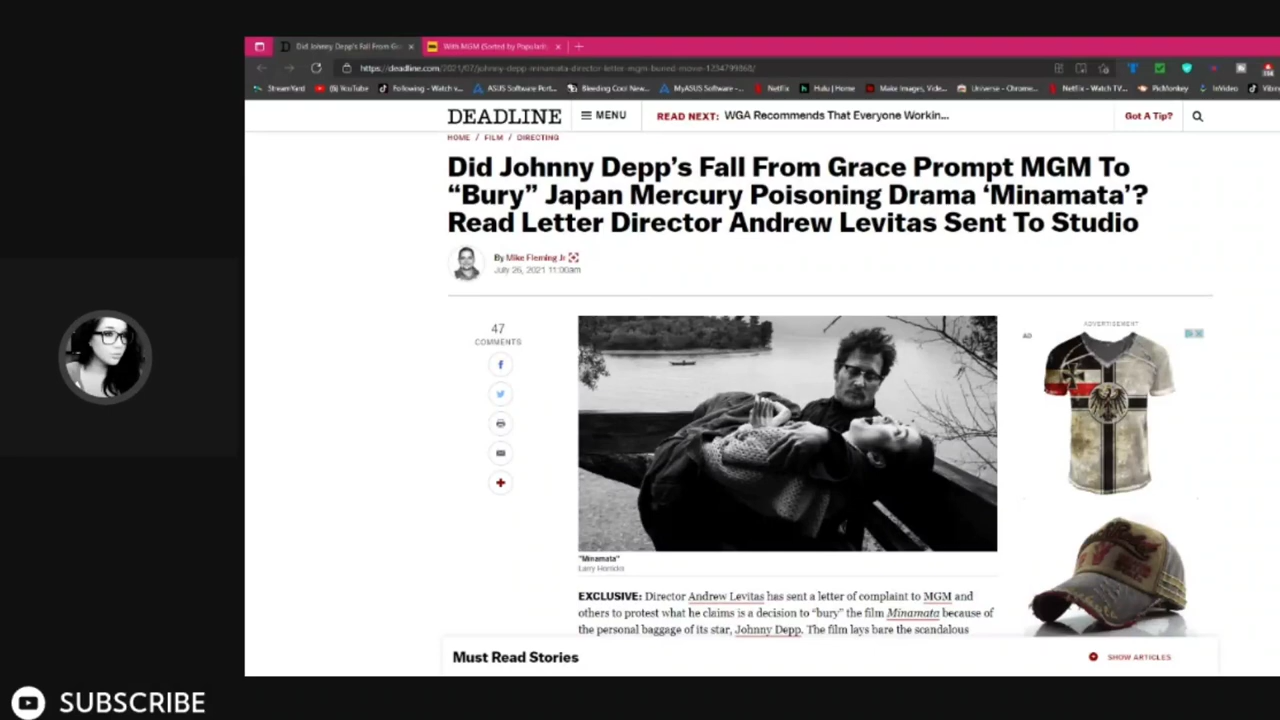 Did Johnny Depp's Fall From Gr
With MGM (Sorted by Popularit
https://deadline.com/2021/07/johnny-depp-minamata-director-letter-mgm-buried-move-1234799868/
StreamYard
(5) YouTube
Following - Watch v...
ASUS Software Port...
Bleeding Cool New...
MyASUS Software -...
Netflix
Hulu | Home
Make Images, Vide...
Universe - Chrome...
Netflix - Watch TV...
PicMonkey
InVideo
DEADLINE
MENU
READ NEXT: WGA Recommends That Everyone Workin...
Got A Tip?
HOME / FILM / DIRECTING
Did Johnny Depp's Fall From Grace Prompt MGM To
“Bury” Japan Mercury Poisoning Drama ‘Minamata’?
Read Letter Director Andrew Levitas Sent To Studio
By Mike Fleming Jr
July 26, 2021 11:00am
47
COMMENTS
ADVERTISEMENT
AD
"Minamata"
Larry Horricks
EXCLUSIVE: Director Andrew Levitas has sent a letter of complaint to MGM and
others to protest what he claims is a decision to “bury” the film Minamata because of
the personal baggage of its star, Johnny Depp. The film lays bare the scandalous
Must Read Stories
SHOW ARTICLES
SUBSCRIBE